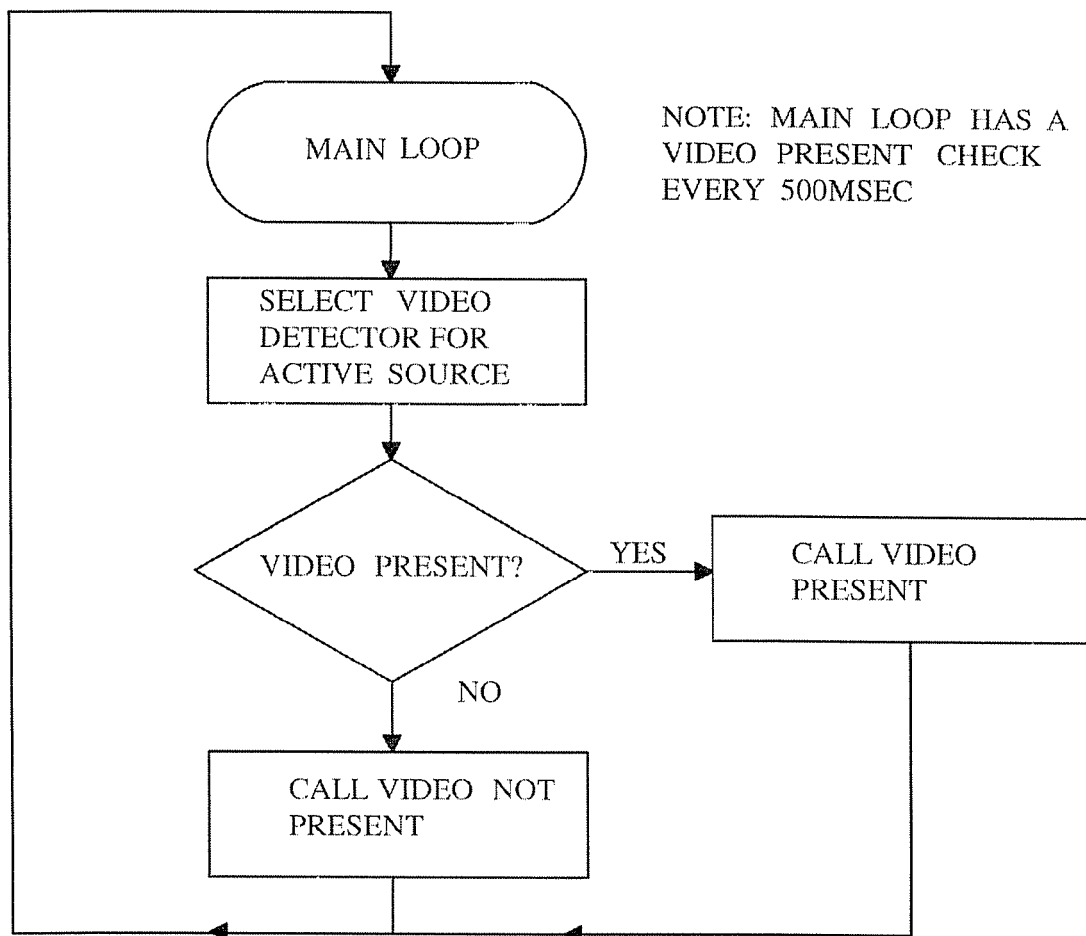 MAIN LOOP
NOTE: MAIN LOOP HAS A
VIDEO PRESENT CHECK
EVERY 500MSEC
SELECT VIDEO
DETECTOR FOR
ACTIVE SOURCE
VIDEO PRESENT?
YES
CALL VIDEO
PRESENT
NO
CALL VIDEO NOT
PRESENT